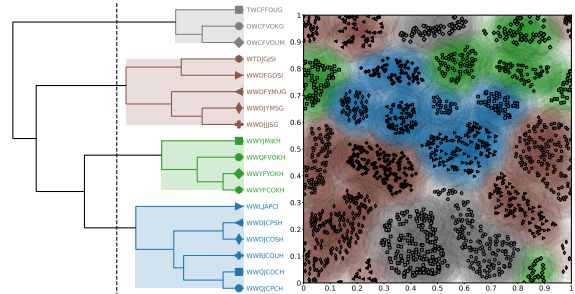 TWCFFOUG
OWCFVOKG
OWCFVOUM
WTDJGJSI
WWOFGOSI
WWDFYMUG
WWDJYMSG
WWDJJJSG
WWYJMIKH
WWQFVOKH
WWYFYOKH
WWYFCOKH
WWLJAPCI
WWDJCPSH
WWDJCOSH
WWBJCOUH
WWQJCOCH
WWQJCPCH
1
0.9
0.8
0.7
0.6
0.5
0.4
0.3
0.2
0.1
0
0 0.1 0.2 0.3 0.4 0.5 0.6 0.7 0.8 0.9 1